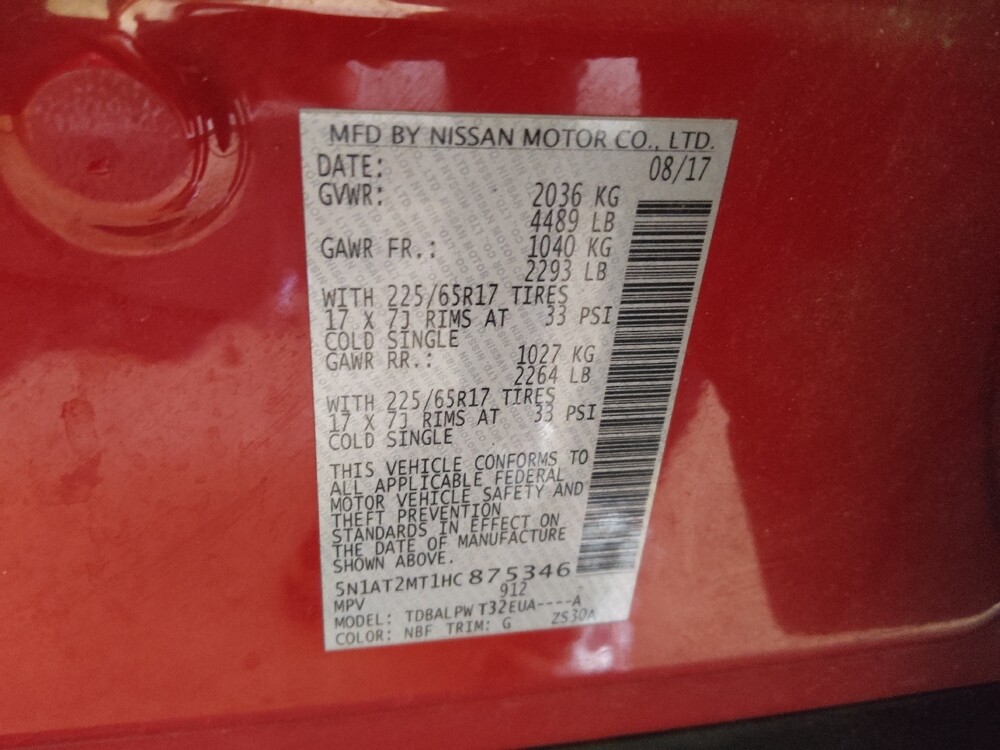 MFD BY NISSAN MOTOR CO., LTD.
DATE: 08/17
GVWR: 2036 KG
4489 LB
GAWR FR.: 1040 KG
2293 LB
WITH 225/65R17 TIRES
17 X 7J RIMS AT 33 PSI
COLD SINGLE
GAWR RR.: 1027 KG
2264 LB
WITH 225/65R17 TIRES
17 X 7J RIMS AT 33 PSI
COLD SINGLE
THIS VEHICLE CONFORMS TO
ALL APPLICABLE FEDERAL
MOTOR VEHICLE SAFETY AND
THEFT PREVENTION
STANDARDS IN EFFECT ON
THE DATE OF MANUFACTURE
SHOWN ABOVE.
5N1AT2MT1HC875346
MPV 912
MODEL: TDBALPW T32EUA----A
COLOR: NBF TRIM: G ZS30A